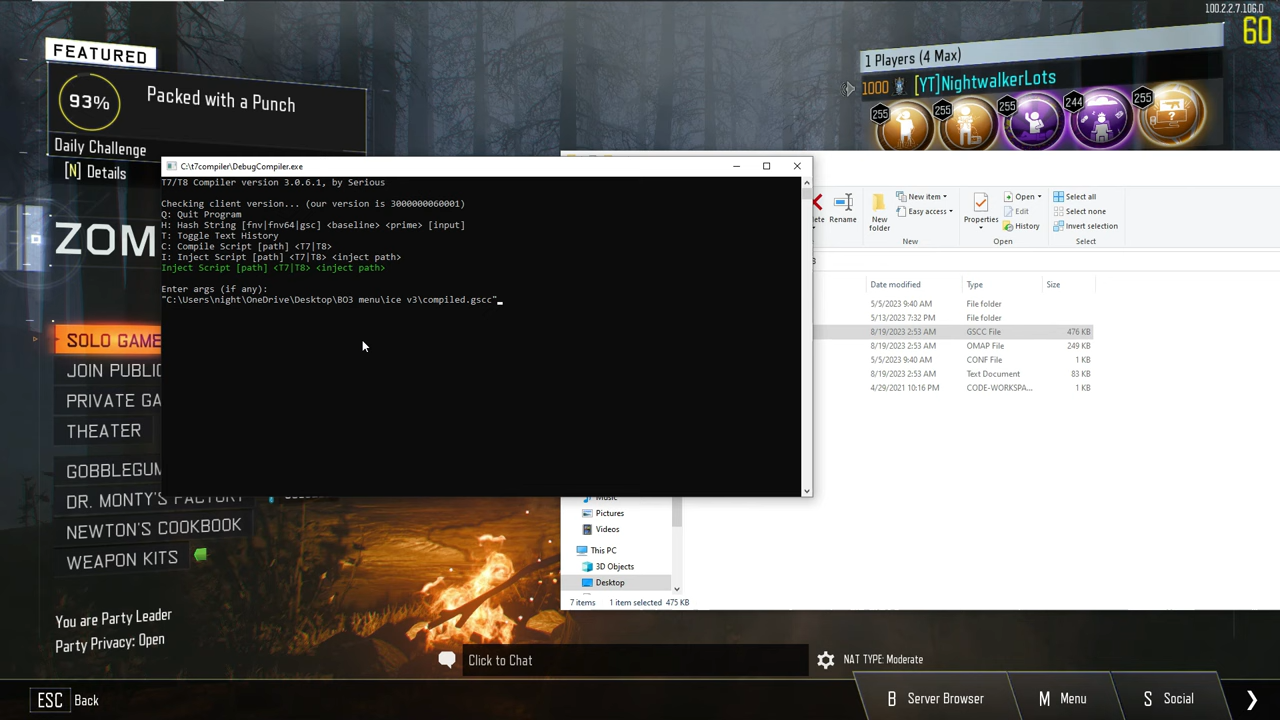 100.2.2.7.106.0
60
FEATURED
93%
Packed with a Punch
Daily Challenge
[N] Details
1 Players (4 Max)
1000 [YT]NightwalkerLots
255
255
255
244
255
ZOM
C:\t7compiler\DebugCompiler.exe
T7/T8 Compiler version 3.0.6.1, by Serious
Checking client version... (our version is 3000000060001)
Q: Quit Program
H: Hash String [fnv|fnv64|gsc] <baseline> <prime> [input]
T: Toggle Text History
C: Compile Script [path] <T7|T8>
I: Inject Script [path] <T7|T8> <inject path>
Inject Script [path] <T7|T8> <inject path>
Enter args (if any):
"C:\Users\night\OneDrive\Desktop\BO3 menu\ice v3\compiled.gscc"
lete
Rename
New folder
New item
Easy access
New
Properties
Open
Edit
History
Open
Select all
Select none
Invert selection
Select
3
Date modified
Type
Size
5/5/2023 9:40 AM File folder
5/13/2023 7:32 PM File folder
8/19/2023 2:53 AM GSCC File 476 KB
8/19/2023 2:53 AM OMAP File 249 KB
5/5/2023 9:40 AM CONF File 1 KB
8/19/2023 2:53 AM Text Document 83 KB
4/29/2021 10:16 PM CODE-WORKSPA... 1 KB
Music
Pictures
Videos
This PC
3D Objects
Desktop
7 items 1 item selected 475 KB
SOLO GAME
JOIN PUBLIC
PRIVATE GA
THEATER
GOBBLEGUM
DR. MONTY'S FACTORY
NEWTON'S COOKBOOK
WEAPON KITS
You are Party Leader
Party Privacy: Open
Click to Chat
NAT TYPE: Moderate
ESC Back
B Server Browser
M Menu
S Social